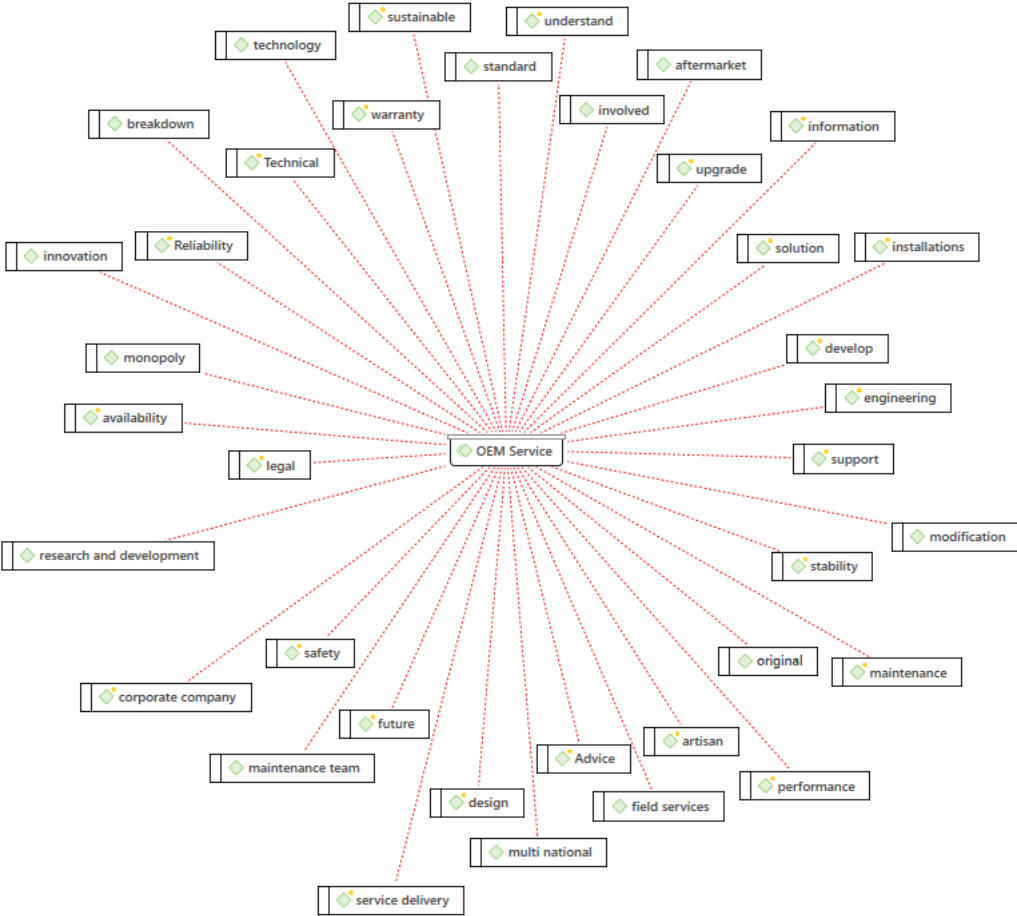 sustainable
understand
technology
standard
aftermarket
warranty
involved
breakdown
information
Technical
upgrade
innovation
Reliability
solution
installations
monopoly
develop
availability
engineering
OEM Service
legal
support
research and development
modification
stability
safety
original
maintenance
corporate company
future
artisan
maintenance team
Advice
performance
design
field services
multi national
service delivery